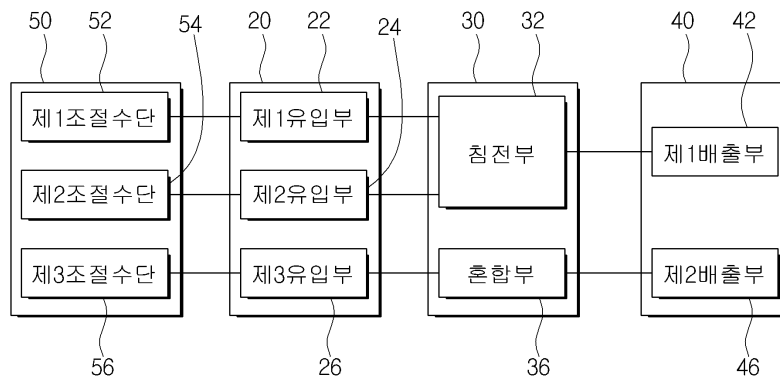 50 52 54 20 22 24 30 32 40 42
제1조절수단 제1유입부 침전부 제1배출부
제2조절수단 제2유입부
제3조절수단 제3유입부 혼합부 제2배출부
56 26 36 46